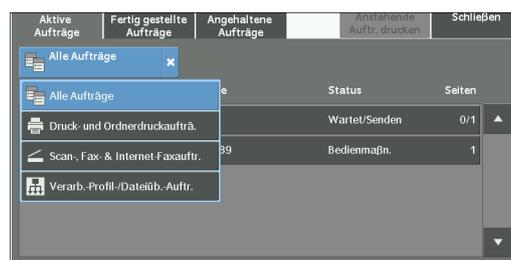 Aktive Aufträge
Fertig gestellte Aufträge
Angehaltene Aufträge
Anstehende Auftr. drucken
Schließen
Alle Aufträge
e
Status
Seiten
Alle Aufträge
Wartet/Senden
0/1
Druck- und Ordnerdruckaufträ.
39
Bedienmaßn.
1
Scan-, Fax- & Internet-Faxauftr.
Verarb.-Profil-/Dateiüb.-Auftr.